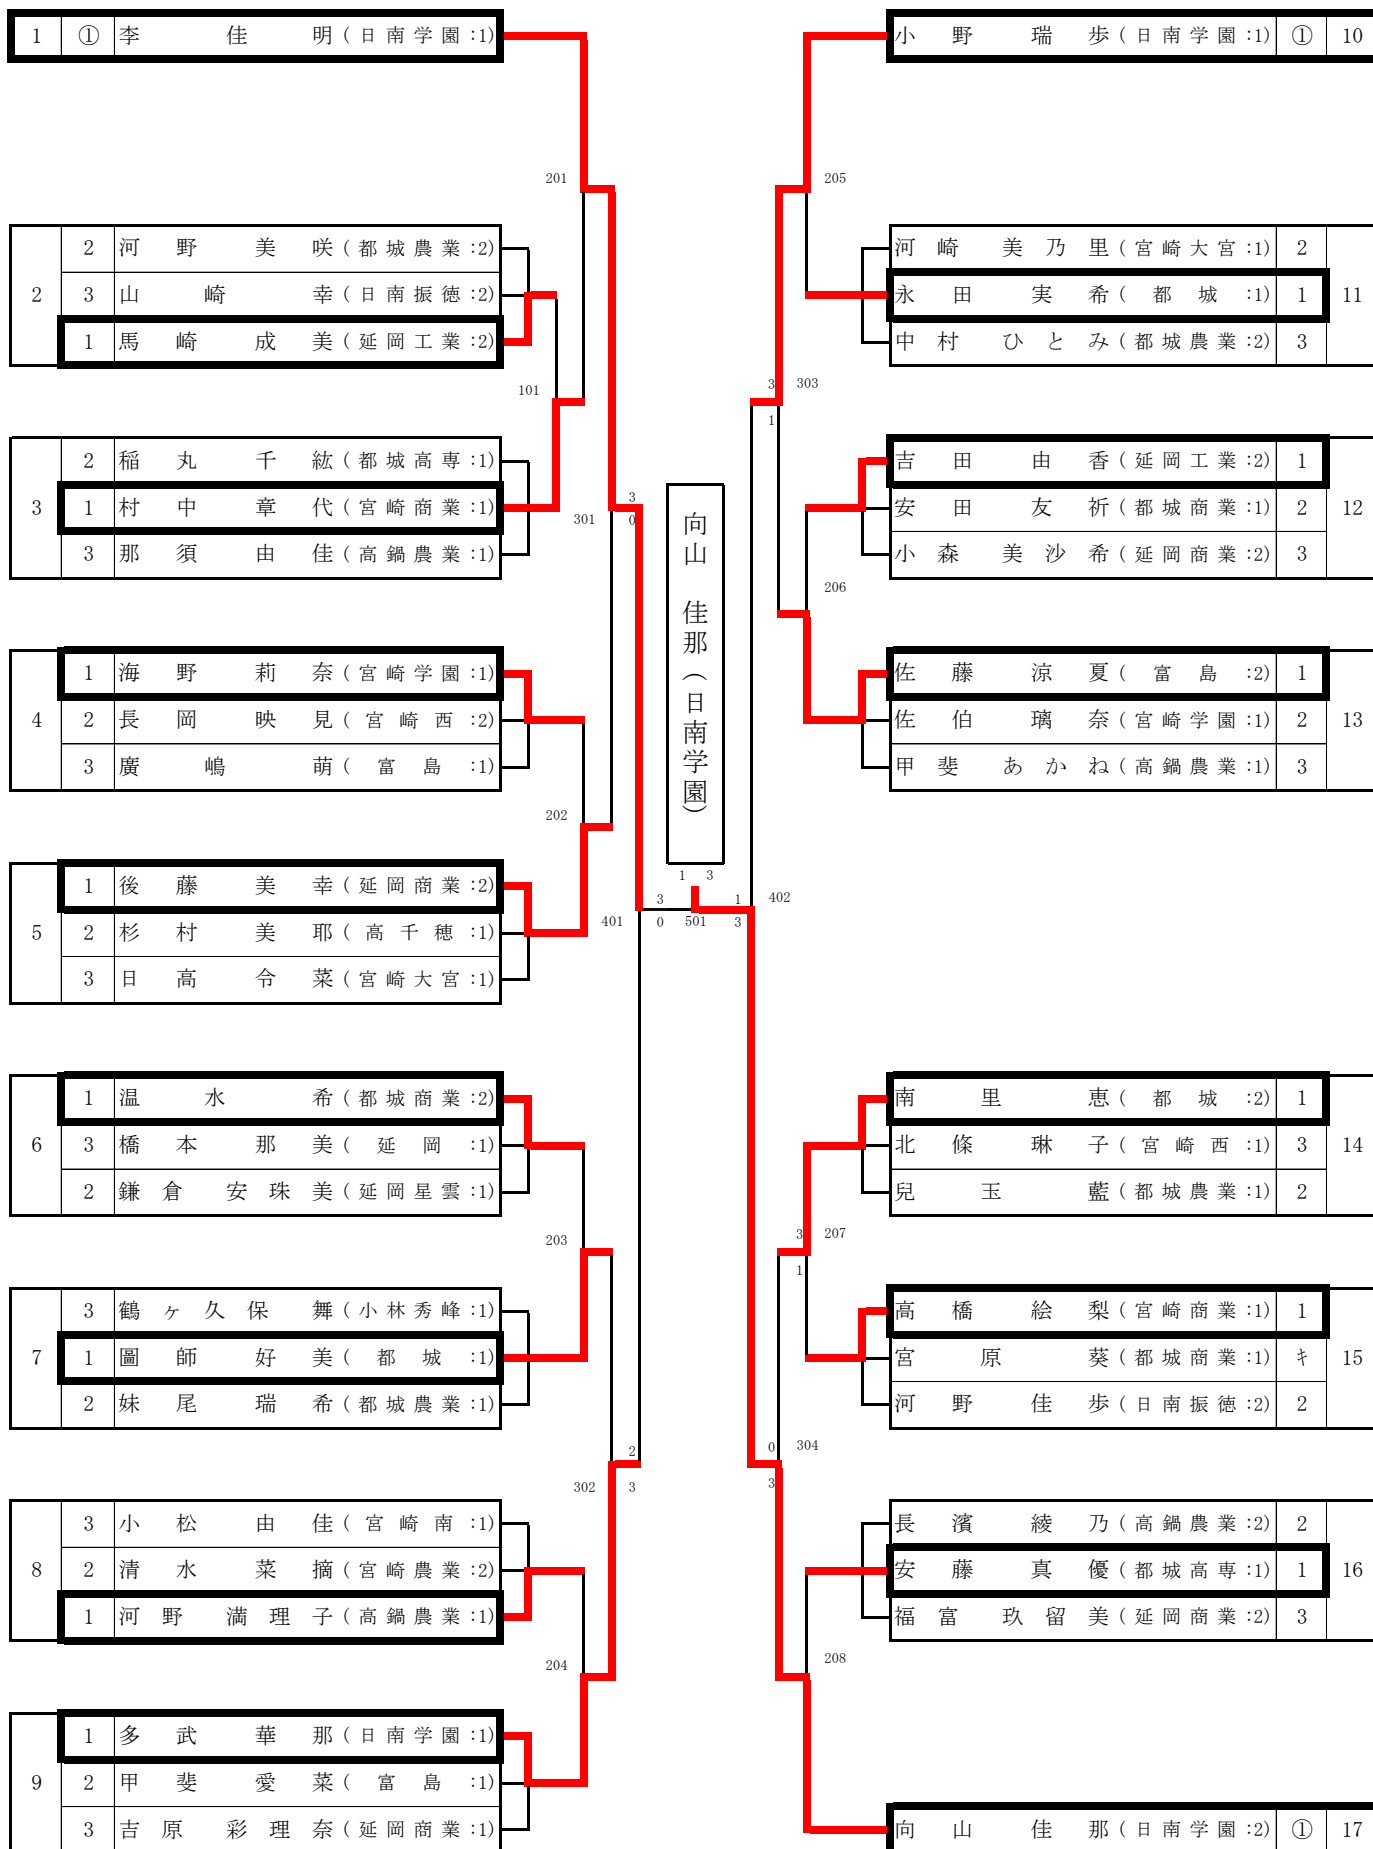 1 ① 李佳明(日南学園:1)
201
2 河野美咲(都城農業:2)
2 3 山崎幸(日南振徳:2)
1 馬崎成美(延岡工業:2)
101
2 稲丸千紘(都城高専:1)
3 1 村中章代(宮崎商業:1)
3 那須由佳(高鍋農業:1)
301
3
0
1 海野莉奈(宮崎学園:1)
4 2 長岡映見(宮崎西:2)
3 廣嶋萌(富島:1)
202
1 後藤美幸(延岡商業:2)
5 2 杉村美耶(高千穂:1)
3 日高令菜(宮崎大宮:1)
401
3
0
1 温水希(都城商業:2)
6 3 橋本那美(延岡:1)
2 鎌倉安珠美(延岡星雲:1)
203
3 鶴ヶ久保舞(小林秀峰:1)
7 1 圖師好美(都城:1)
2 妹尾瑞希(都城農業:1)
302
2
3
3 小松由佳(宮崎南:1)
8 2 清水菜摘(宮崎農業:2)
1 河野満理子(高鍋農業:1)
204
1 多武華那(日南学園:1)
9 2 甲斐愛菜(富島:1)
3 吉原彩理奈(延岡商業:1)
向山 佳那(日南学園)
1 3
501
小野瑞歩(日南学園:1) ① 10
205
河崎美乃里(宮崎大宮:1) 2
永田実希(都城:1) 1 11
中村ひとみ(都城農業:2) 3
3 303
1
吉田由香(延岡工業:2) 1
安田友祈(都城商業:1) 2 12
小森美沙希(延岡商業:2) 3
206
佐藤涼夏(富島:2) 1
佐伯璃奈(宮崎学園:1) 2 13
甲斐あかね(高鍋農業:1) 3
1 402
3
南里恵(都城:2) 1
北條琳子(宮崎西:1) 3 14
兒玉藍(都城農業:1) 2
3 207
1
高橋絵梨(宮崎商業:1) 1
宮原葵(都城商業:1) キ 15
河野佳歩(日南振徳:2) 2
0 304
3
長濱綾乃(高鍋農業:2) 2
安藤真優(都城高専:1) 1 16
福富玖留美(延岡商業:2) 3
208
向山佳那(日南学園:2) ① 17